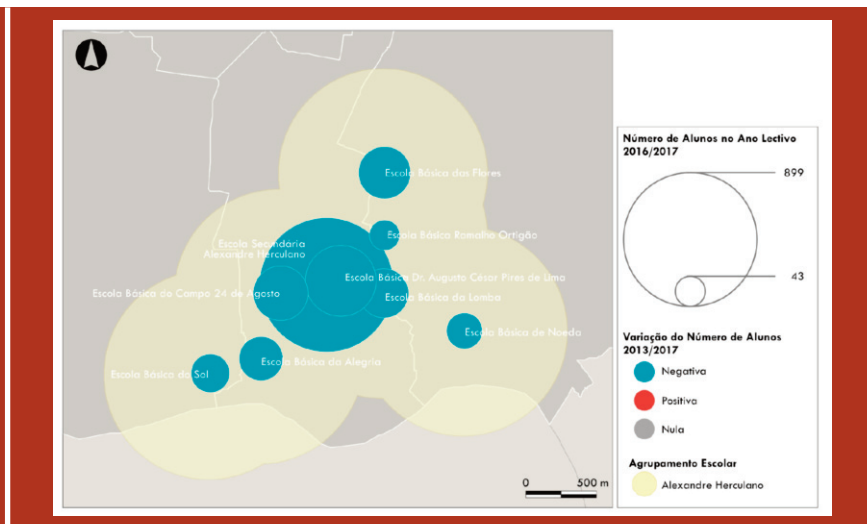 Escola Básica das Flores
Escola Básica Ramalho Ortigão
Escola Secundária
Alexandre Herculano
Escola Básica Dr. Augusto César Pires de Lima
Escola Básica do Campo 24 de Agosto
Escola Básica da Lomba
Escola Básica de Noeda
Escola Básica da Alegria
Escola Básica do Sol
0 500 m
Número de Alunos no Ano Lectivo
2016/2017
899
43
Variação do Número de Alunos
2013/2017
Negativa
Positiva
Nula
Agrupamento Escolar
Alexandre Herculano